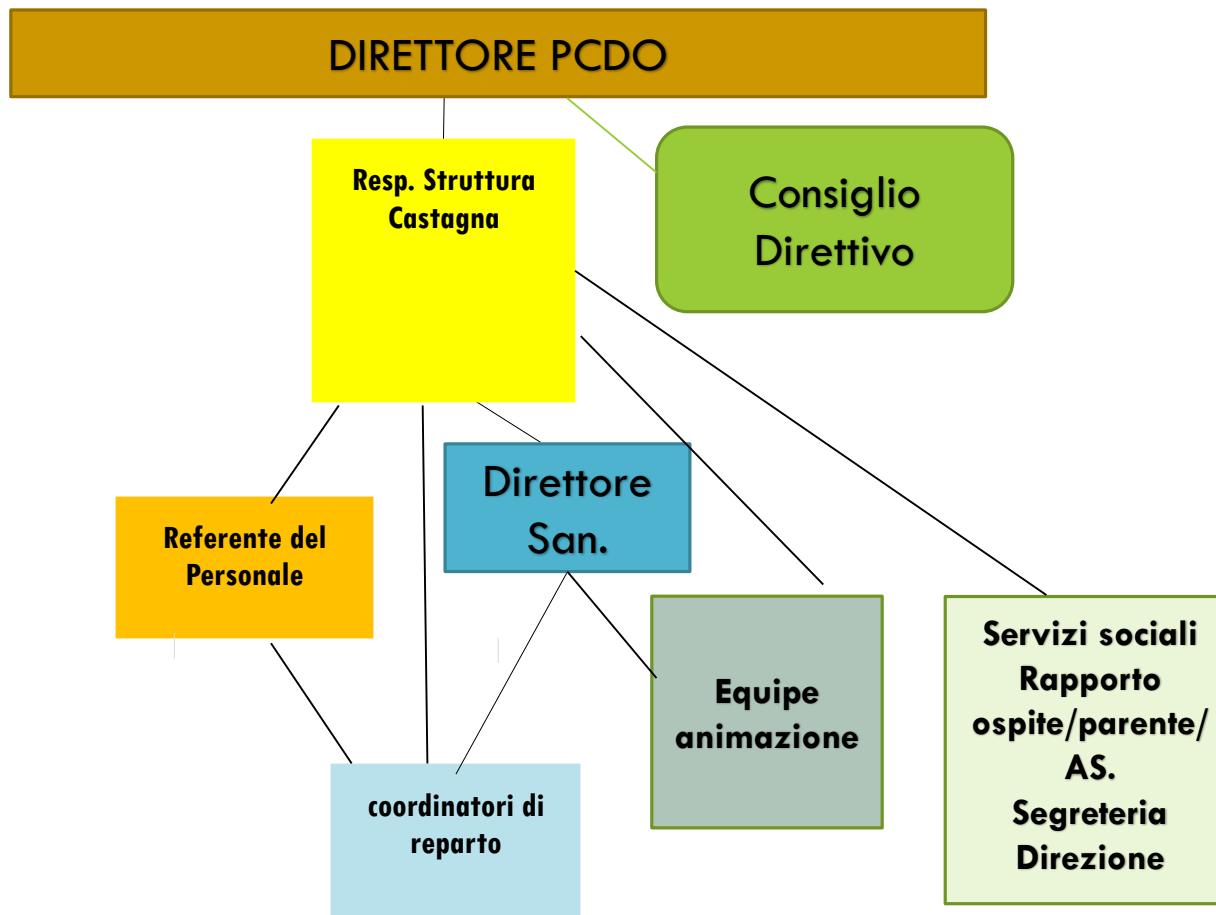 DIRETTORE PCDO
Resp. Struttura
Castagna
Consiglio
Direttivo
Direttore
San.
Referente del
Personale
Equipe
animazione
Servizi sociali
Rapporto
ospite/parente/
AS.
Segreteria
Direzione
coordinatori di
reparto